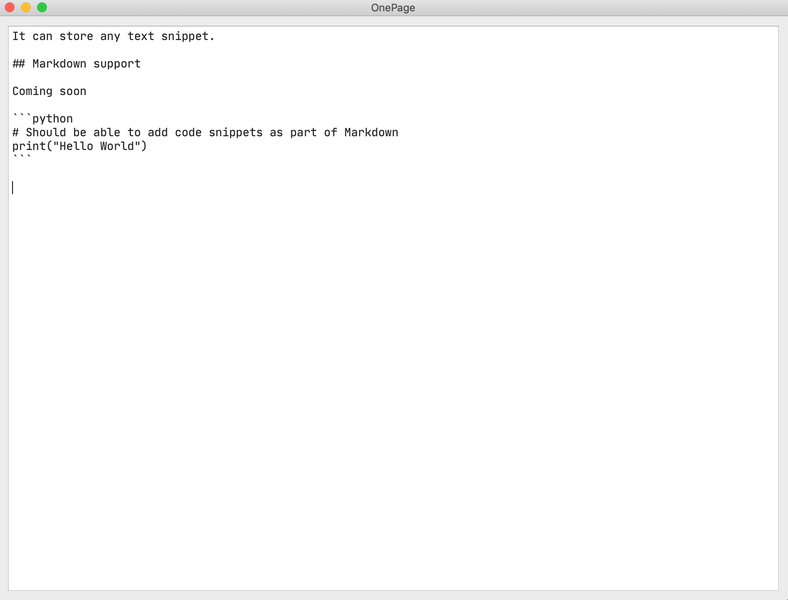 OnePage
It can store any text snippet.
## Markdown support
Coming soon
```python
# Should be able to add code snippets as part of Markdown
print("Hello World")
```